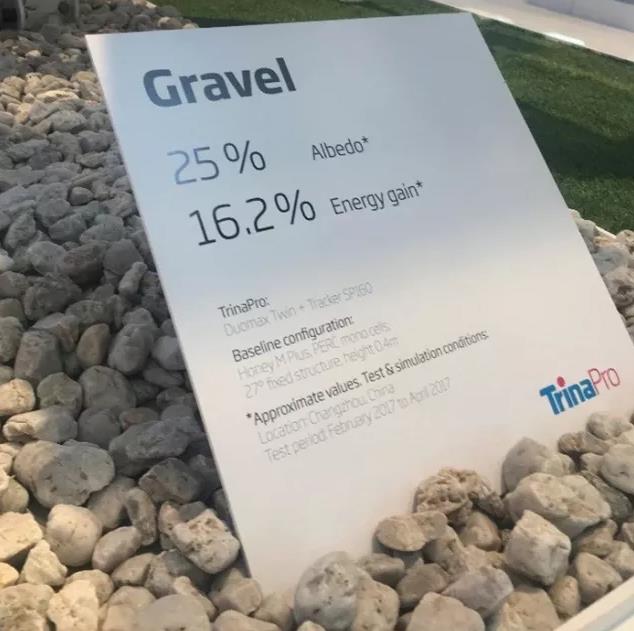 Gravel
25% Albedo*
16.2% Energy gain*
TrinaPro:
Duomax Twin + Tracker SP160
Baseline configuration:
Honey M Plus, PERC mono cells,
27° fixed structure, height 0.4m
*Approximate values. Test & simulation conditions:
Location: Changzhou, China
Test period: February 2017 to April 2017
TrinaPro